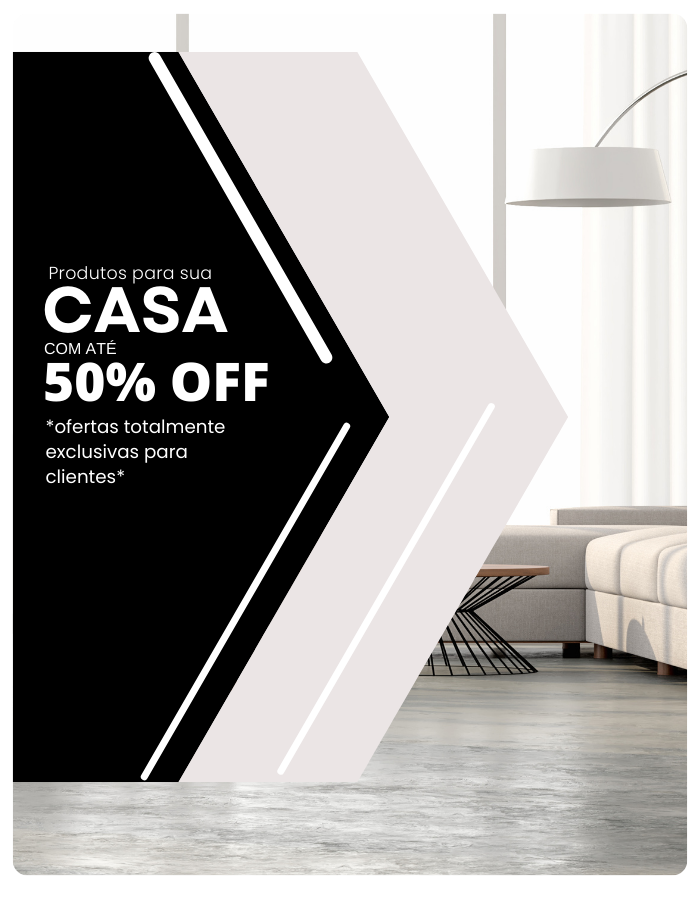 Produtos para sua
CASA
COM ATÉ
50% OFF
*ofertas totalmente
exclusivas para
clientes*